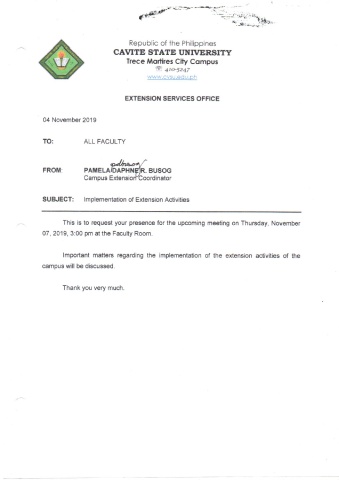 Republic of the Philippines
CAVITE STATE UNIVERSITY
Trece Martires City Campus
www.cvsu.edu.ph
EXTENSION SERVICES OFFICE
04 November 2019
TO: ALL FACULTY
FROM: PAMELA DAPHNE R. BUSOG
Campus Extension Coordinator
SUBJECT: Implementation of Extension Activities
This is to request your presence for the upcoming meeting on Thursday, November
07, 2019, 3:00 pm at the Faculty Room.
Important matters regarding the implementation of the extension activities of the
campus will be discussed.
Thank you very much.